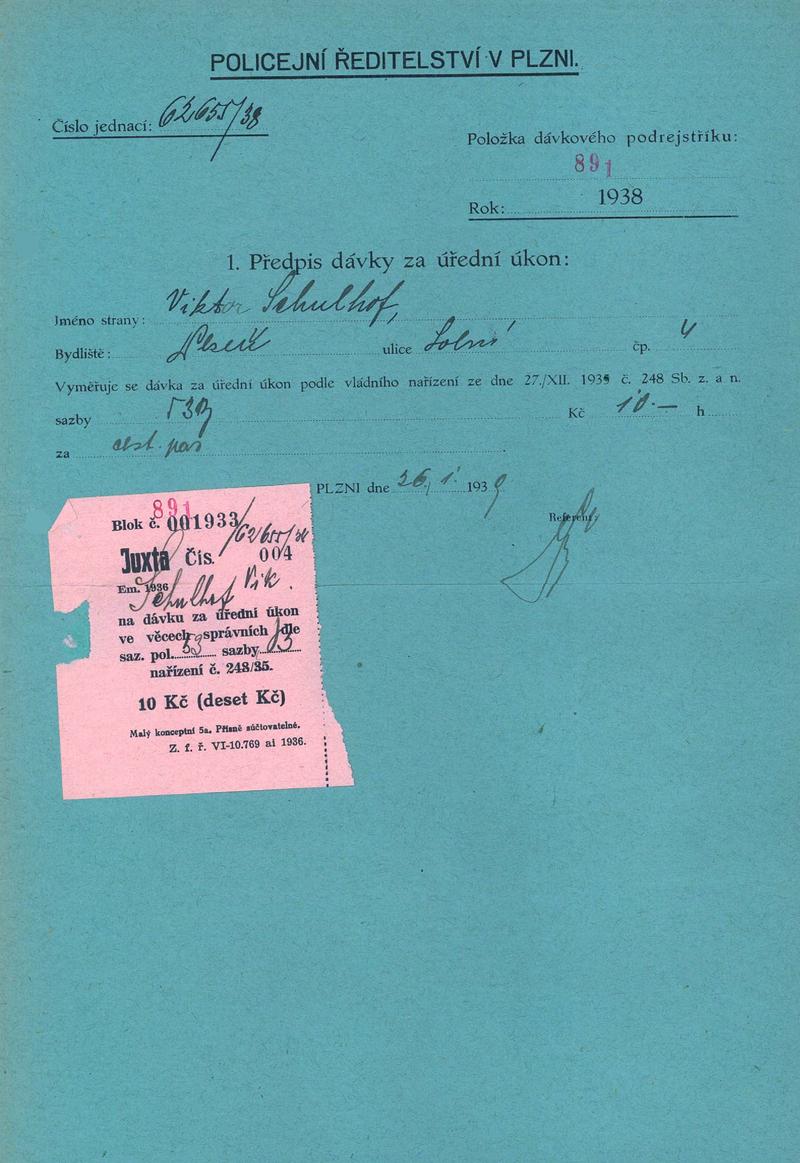 POLICEJNÍ ŘEDITELSTVÍ V PLZNI.
Číslo jednací: 62655/38
Položka dávkového podrejstříku:
891
Rok: 1938
1. Předpis dávky za úřední úkon:
Jméno strany: Viktor Schulhof,
Bydliště: Plzeň ulice Solní čp. 4
Vyměřuje se dávka za úřední úkon podle vládního nařízení ze dne 27./XII. 1935 č. 248 Sb. z. a n.
sazby 53B Kč 10.— h
za cest. pas
PLZNI dne 26./1. 1939
Referent:
891
Blok č. 001933
/62655/38
Juxta Čís. 004
Em. 1936
Schulhof Vik.
na dávku za úřední úkon
ve věcech správních dle
saz. pol. 53 sazby B
nařízení č. 248/35.
10 Kč (deset Kč)
Malý konceptní 5a. Přísně súčtovatelné.
Z. f. ř. VI-10.769 ai 1936.